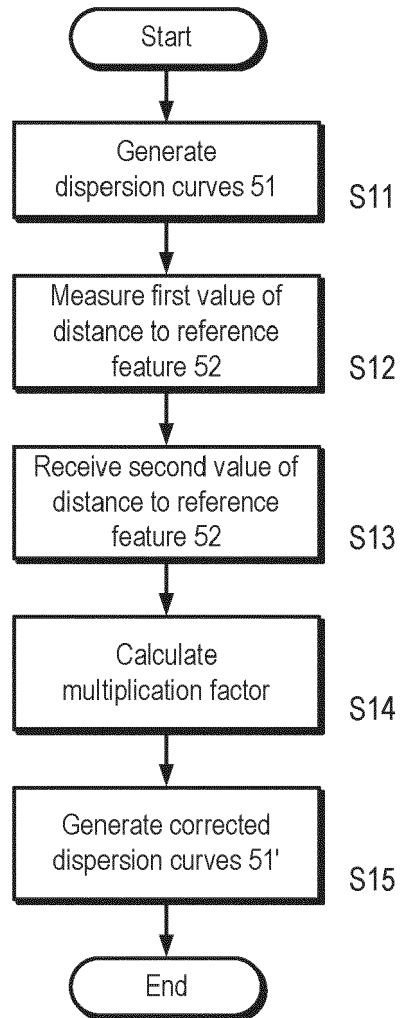 Start
Generate
dispersion curves 51
S11
Measure first value of
distance to reference
feature 52
S12
Receive second value of
distance to reference
feature 52
S13
Calculate
multiplication factor
S14
Generate corrected
dispersion curves 51'
S15
End